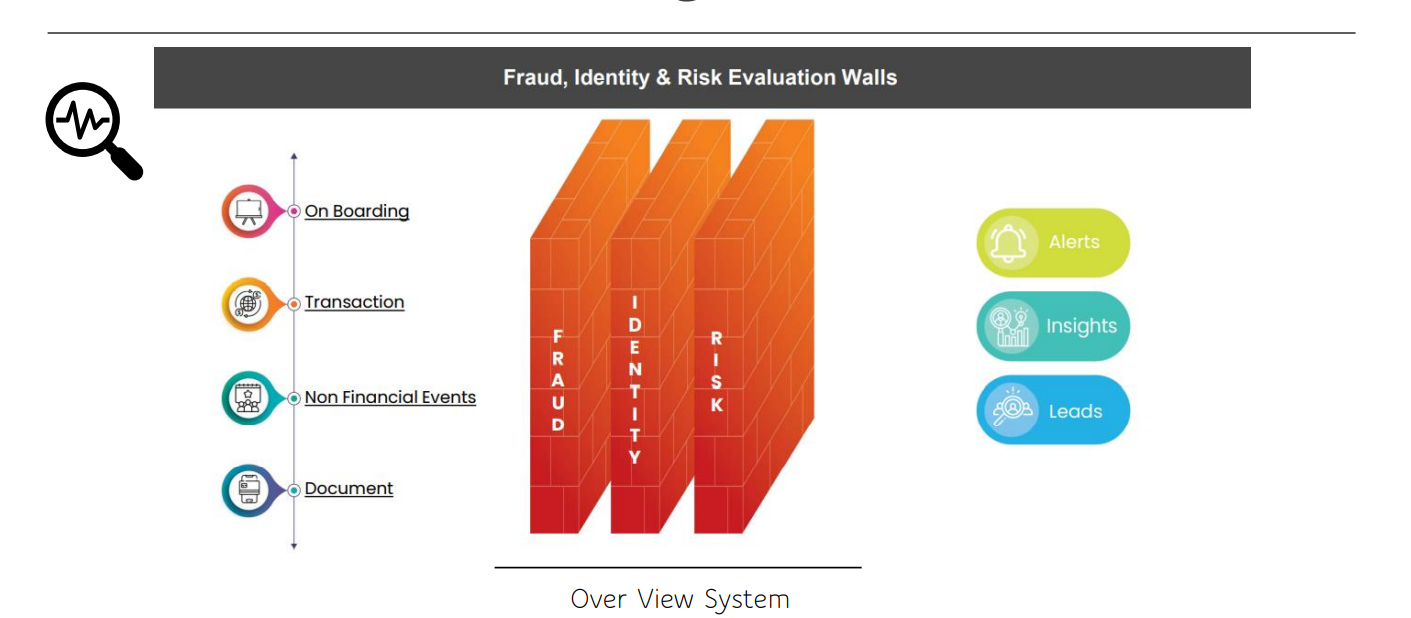 Fraud, Identity & Risk Evaluation Walls
On Boarding
Transaction
Non Financial Events
Document
FRAUD
IDENTITY
RISK
Alerts
Insights
Leads
Over View System